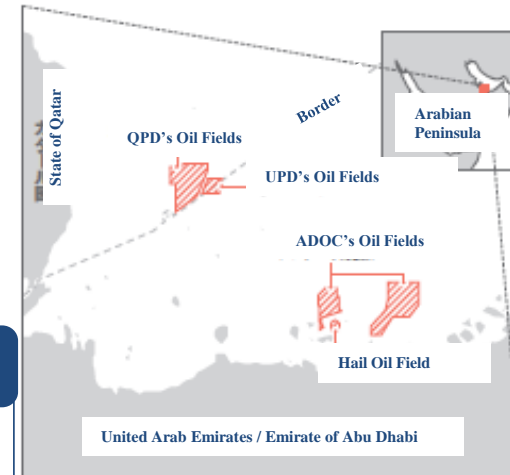 State of Qatar
Border
Arabian
Peninsula
QPD's Oil Fields
UPD's Oil Fields
ADOC's Oil Fields
Hail Oil Field
United Arab Emirates / Emirate of Abu Dhabi